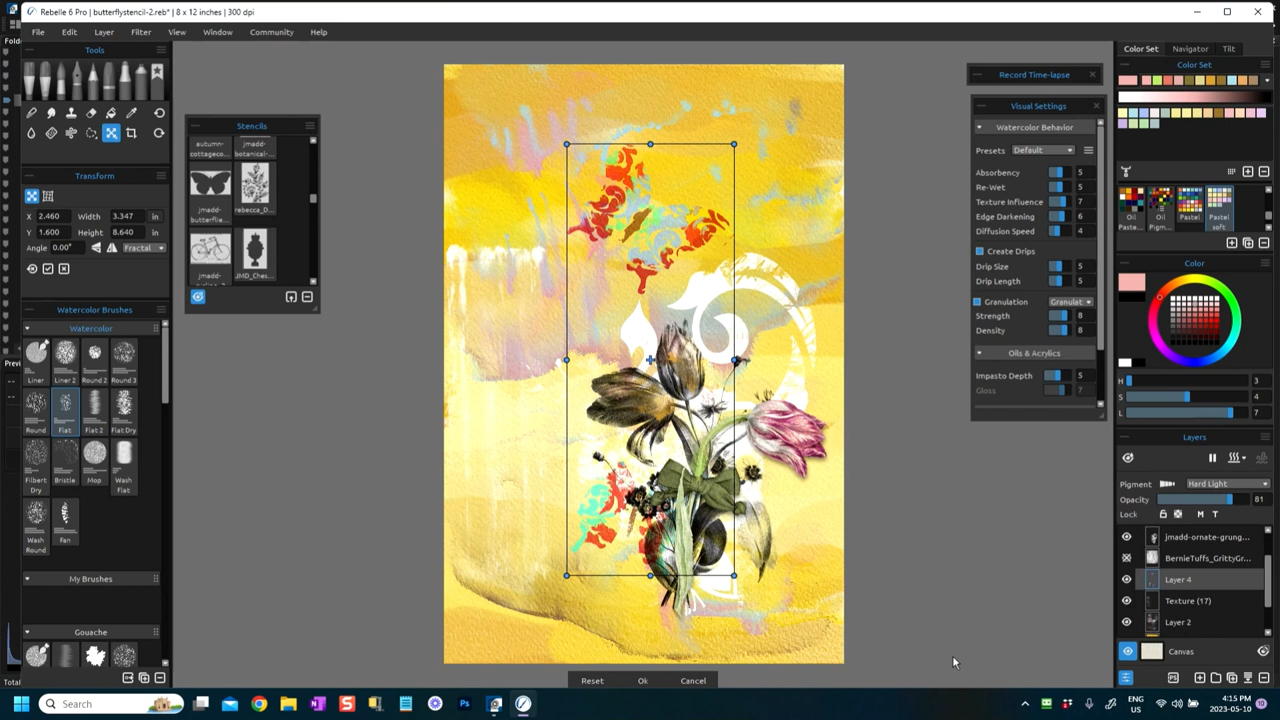 Rebelle 6 Pro | butterflystencil-2.reb* | 8 x 12 inches | 300 dpi
File Edit Layer Filter View Window Community Help
Tools
Transform
X 2.460 Width 3.347 in
Y 1.600 Height 8.640 in
Angle 0.00° Fractal
Watercolor Brushes
Watercolor
Liner Liner 2 Round 2 Round 3
Round Flat Flat 2 Flat Dry
Filbert Dry Bristle Mop Wash Flat
Wash Round Fan
My Brushes
Gouache
Stencils
autumn-cottageco... jmadd-botanical-...
jmadd-butterflie... rebecca_D...
jmadd- JMD_Ches...
Reset Ok Cancel
Record Time-lapse
Visual Settings
Watercolor Behavior
Presets Default
Absorbency 5
Re-Wet 5
Texture Influence 7
Edge Darkening 6
Diffusion Speed 4
Create Drips
Drip Size 5
Drip Length 5
Granulation Granulat
Strength 8
Density 8
Oils & Acrylics
Impasto Depth 5
Gloss 7
Color Set Navigator Tilt
Color Set
Oil Paste... Oil Pigm... Pastel Pastel soft
Color
H 3
S 4
L 7
Layers
Pigment Hard Light
Opacity 81
Lock M T
jmadd-ornate-grung...
BernieTuffs_GrittyGr...
Layer 4
Texture (17)
Layer 2
Canvas
PS
Search
ENG
US
4:15 PM
2023-05-10